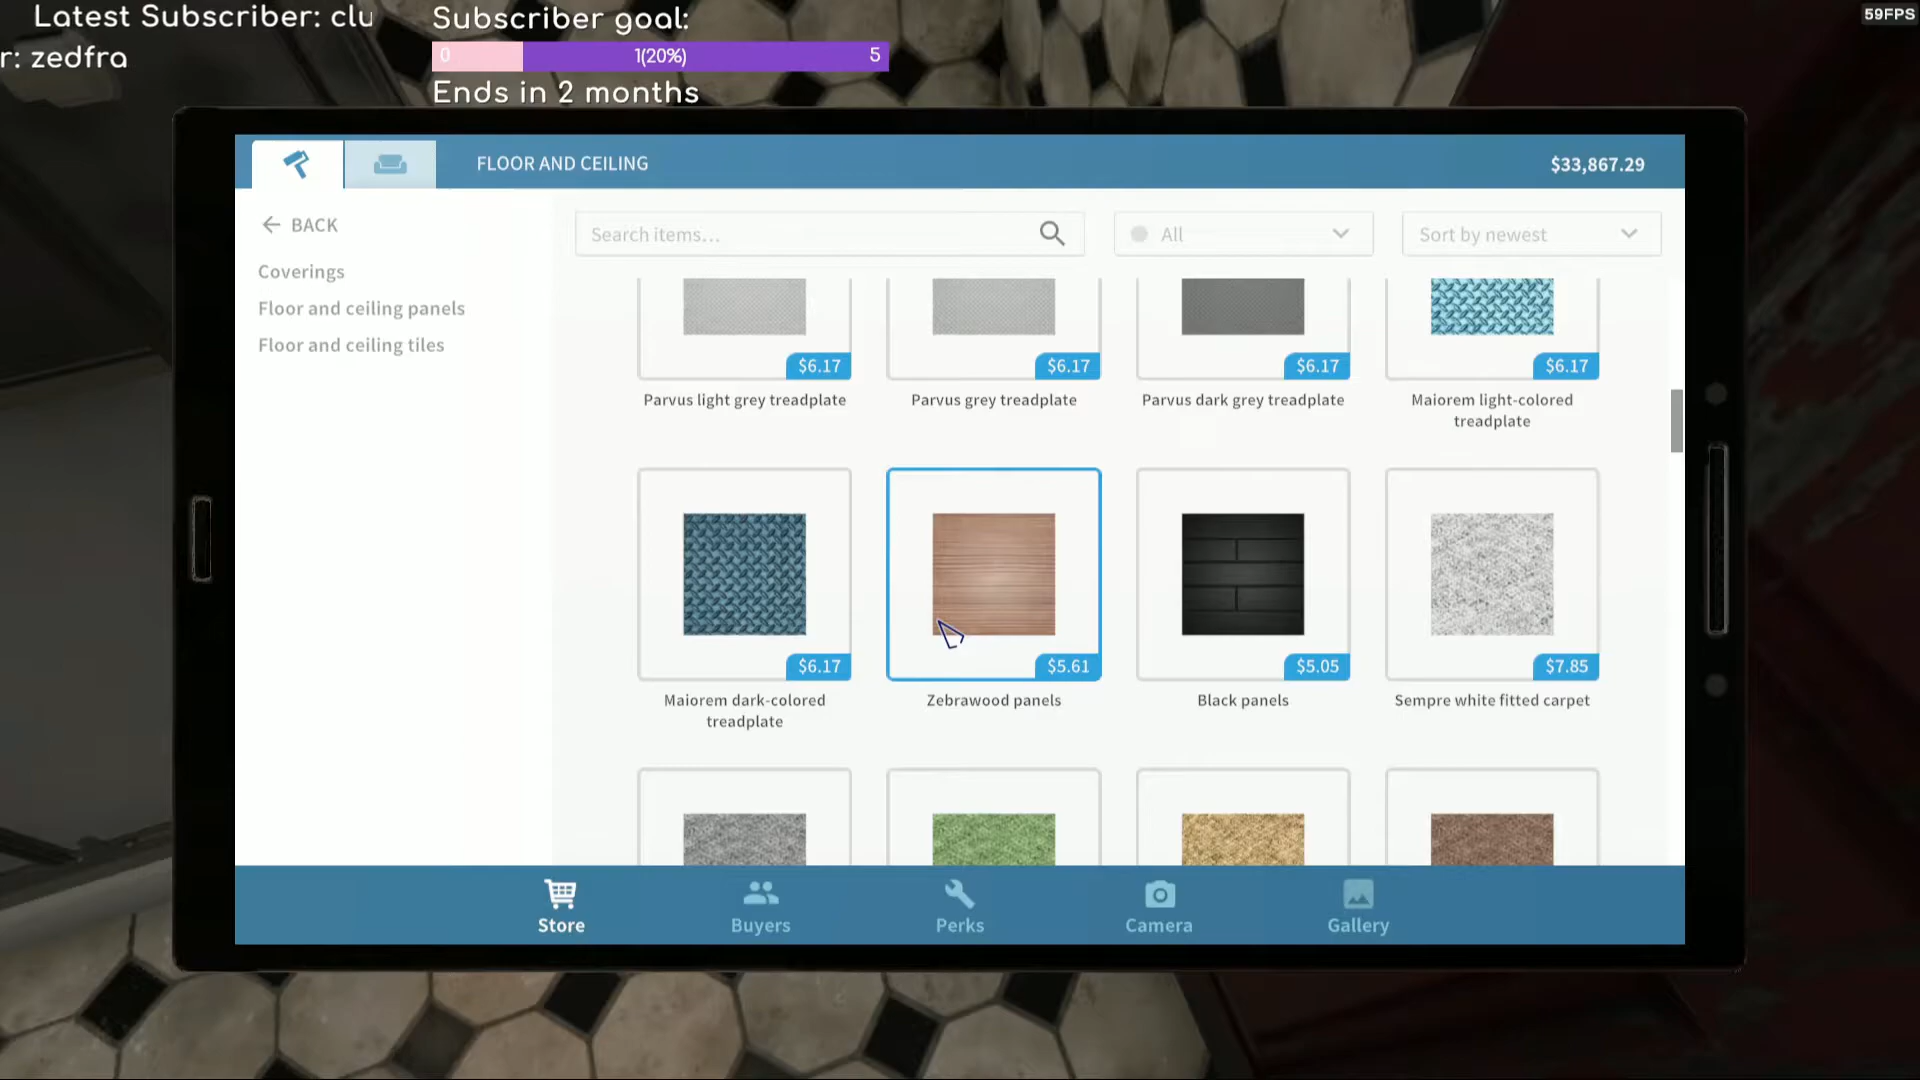 Latest Subscriber: clu
r: zedfra
Subscriber goal:
0 1(20%) 5
Ends in 2 months
59FPS
FLOOR AND CEILING
$33,867.29
BACK
Coverings
Floor and ceiling panels
Floor and ceiling tiles
Search items...
All
Sort by newest
$6.17
$6.17
$6.17
$6.17
Parvus light grey treadplate
Parvus grey treadplate
Parvus dark grey treadplate
Maiorem light-colored
treadplate
$6.17
$5.61
$5.05
$7.85
Maiorem dark-colored
treadplate
Zebrawood panels
Black panels
Sempre white fitted carpet
Store
Buyers
Perks
Camera
Gallery